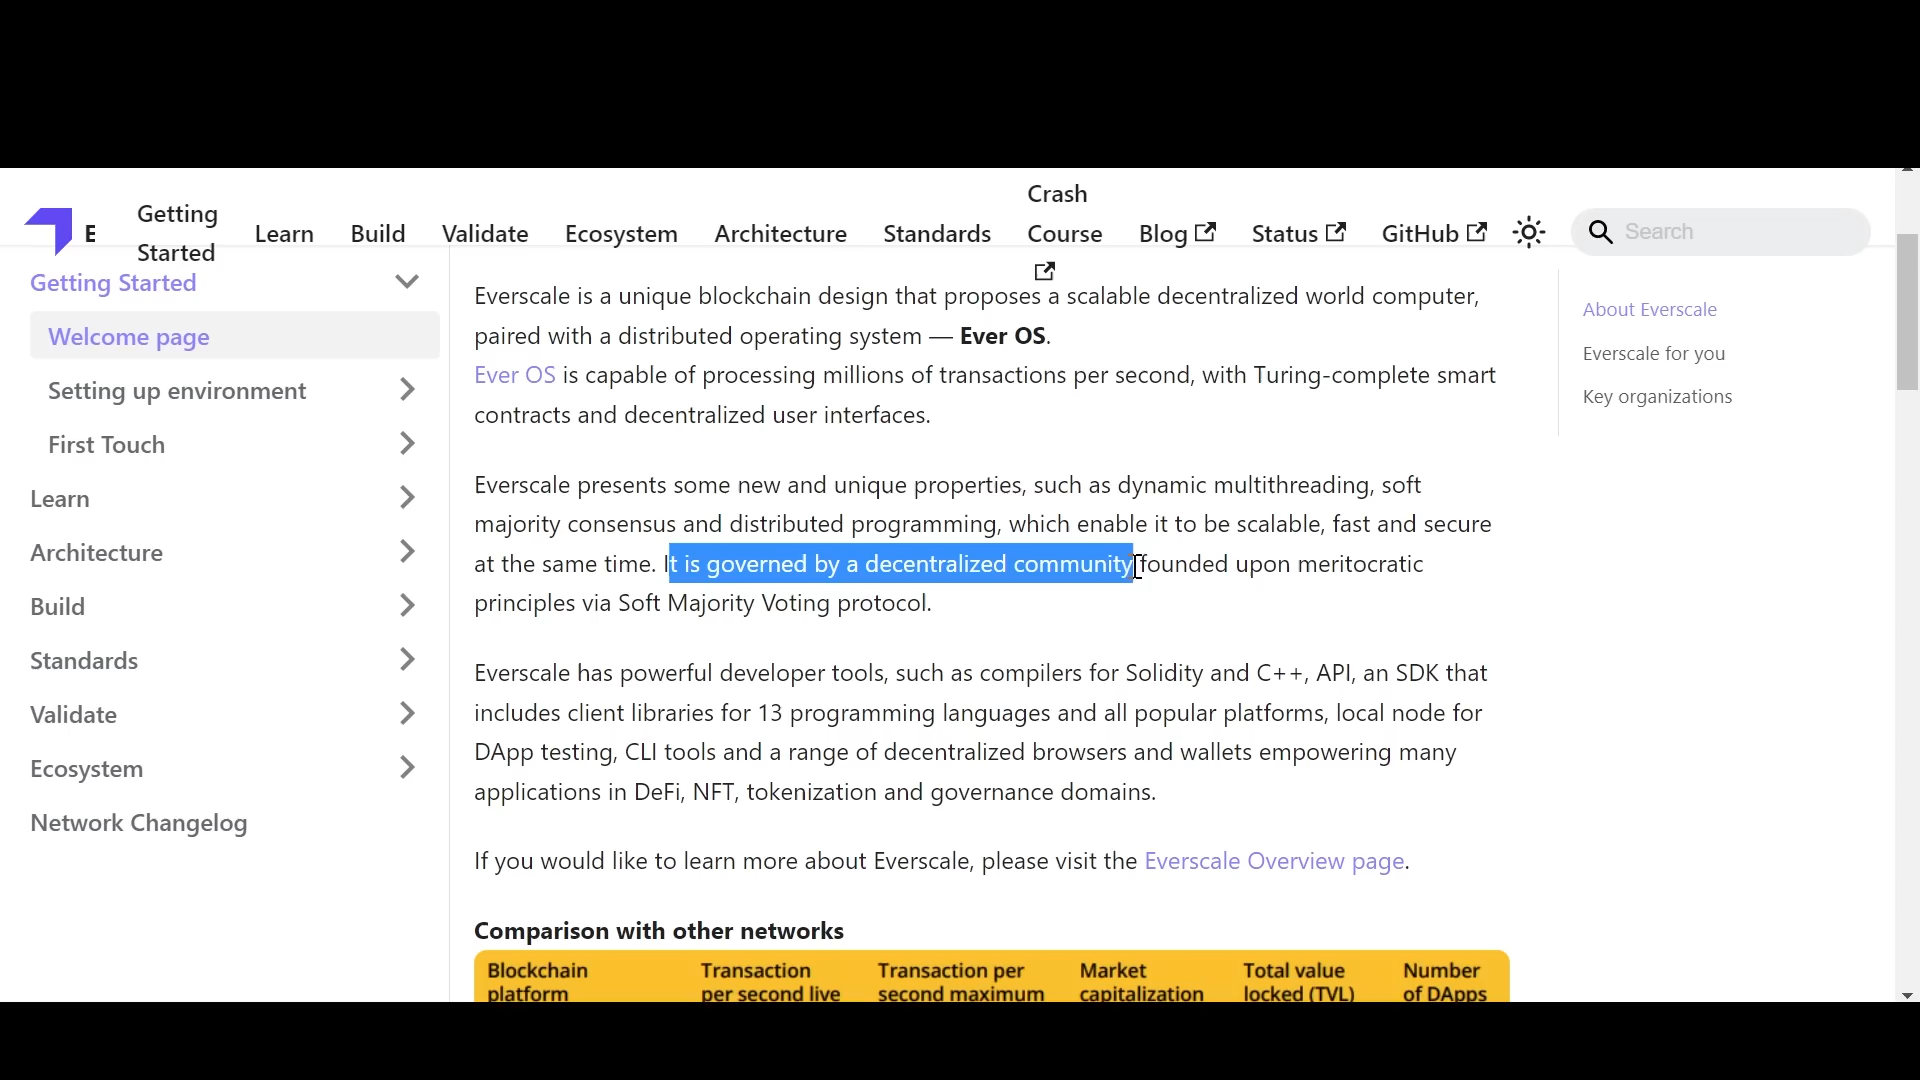 E
Getting
Started
Learn
Build
Validate
Ecosystem
Architecture
Standards
Crash
Course
Blog
Status
GitHub
Search
Getting Started
Welcome page
Setting up environment
First Touch
Learn
Architecture
Build
Standards
Validate
Ecosystem
Network Changelog
Everscale is a unique blockchain design that proposes a scalable decentralized world computer,
paired with a distributed operating system — Ever OS.
Ever OS is capable of processing millions of transactions per second, with Turing-complete smart
contracts and decentralized user interfaces.
Everscale presents some new and unique properties, such as dynamic multithreading, soft
majority consensus and distributed programming, which enable it to be scalable, fast and secure
at the same time. It is governed by a decentralized community founded upon meritocratic
principles via Soft Majority Voting protocol.
Everscale has powerful developer tools, such as compilers for Solidity and C++, API, an SDK that
includes client libraries for 13 programming languages and all popular platforms, local node for
DApp testing, CLI tools and a range of decentralized browsers and wallets empowering many
applications in DeFi, NFT, tokenization and governance domains.
If you would like to learn more about Everscale, please visit the Everscale Overview page.
Comparison with other networks
Blockchain
platform
Transaction
per second live
Transaction per
second maximum
Market
capitalization
Total value
locked (TVL)
Number
of DApps
About Everscale
Everscale for you
Key organizations